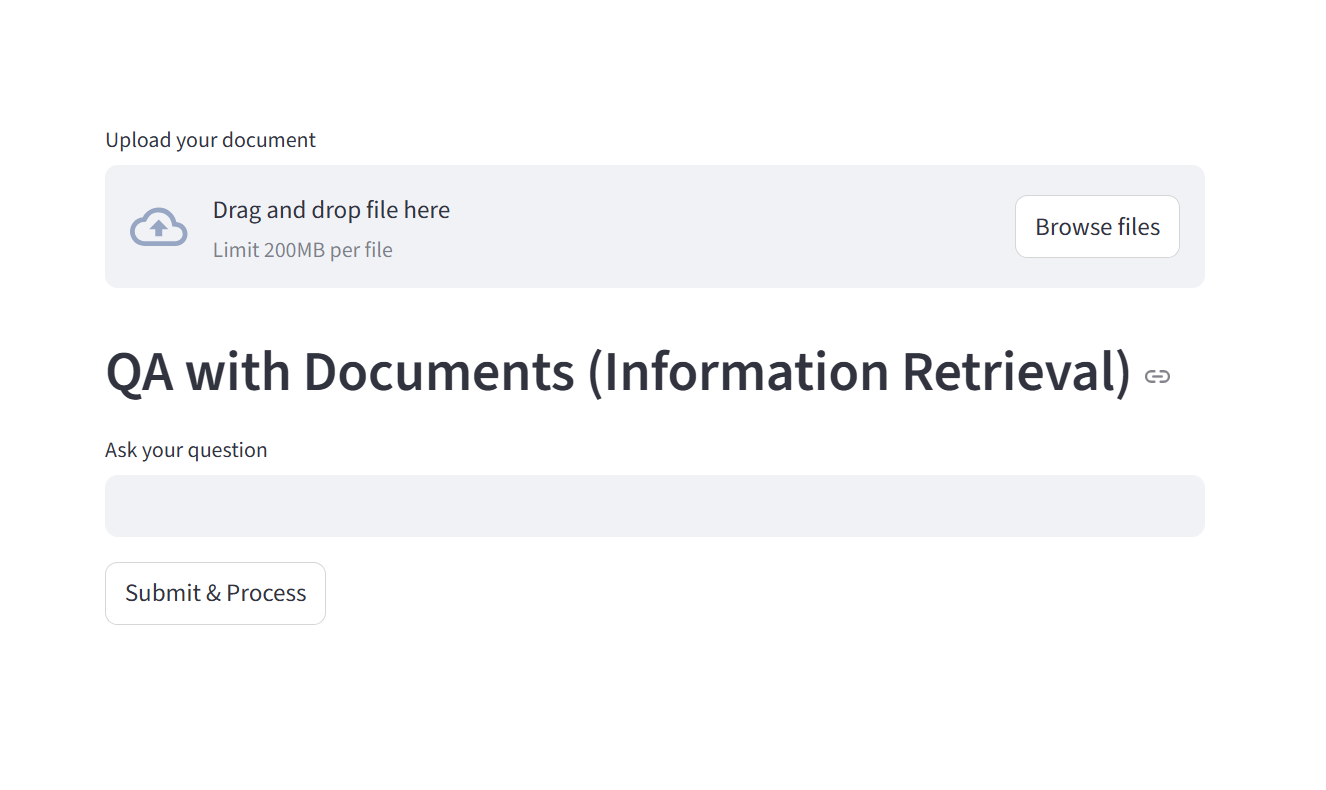 Upload your document
Drag and drop file here
Limit 200MB per file
Browse files
QA with Documents (Information Retrieval)
Ask your question
Submit & Process